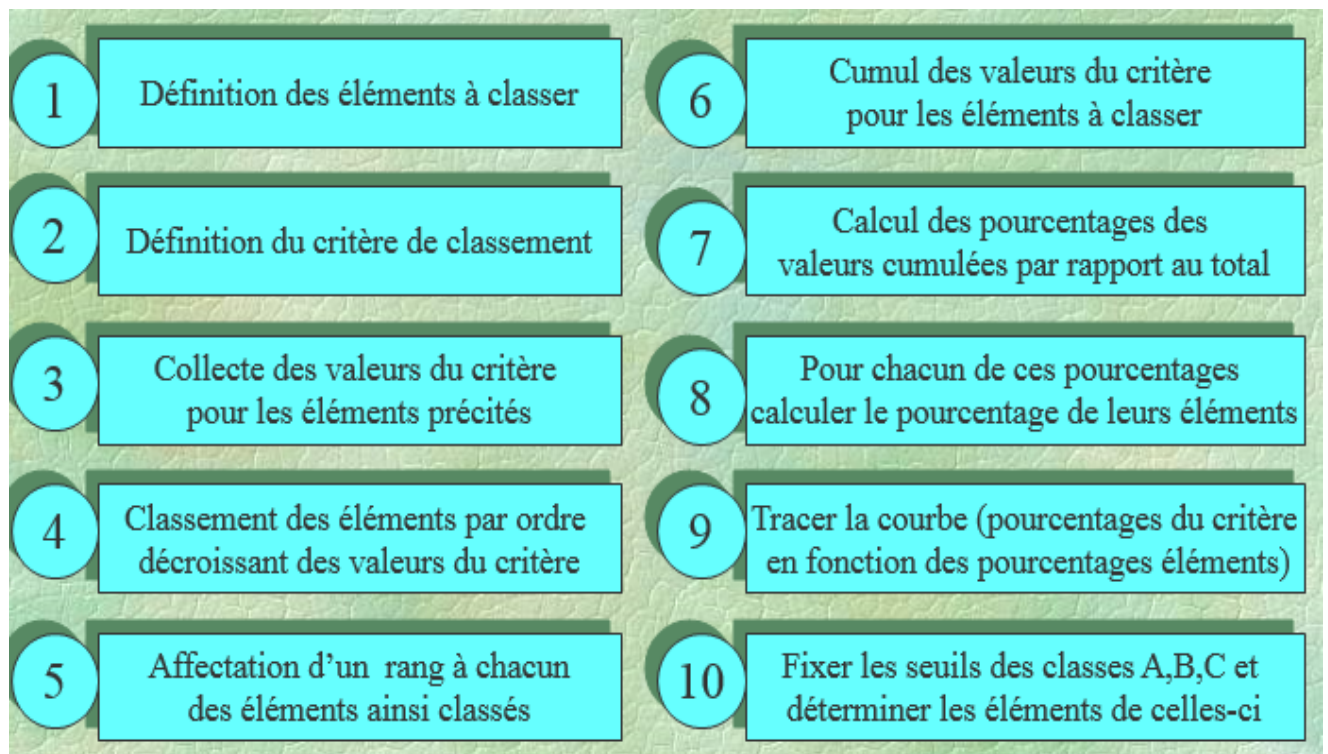 1
Définition des éléments à classer
2
Définition du critère de classement
3
Collecte des valeurs du critère
pour les éléments précités
4
Classement des éléments par ordre
décroissant des valeurs du critère
5
Affectation d’un rang à chacun
des éléments ainsi classés
6
Cumul des valeurs du critère
pour les éléments à classer
7
Calcul des pourcentages des
valeurs cumulées par rapport au total
8
Pour chacun de ces pourcentages
calculer le pourcentage de leurs éléments
9
Tracer la courbe (pourcentages du critère
en fonction des pourcentages éléments)
10
Fixer les seuils des classes A,B,C et
déterminer les éléments de celles-ci